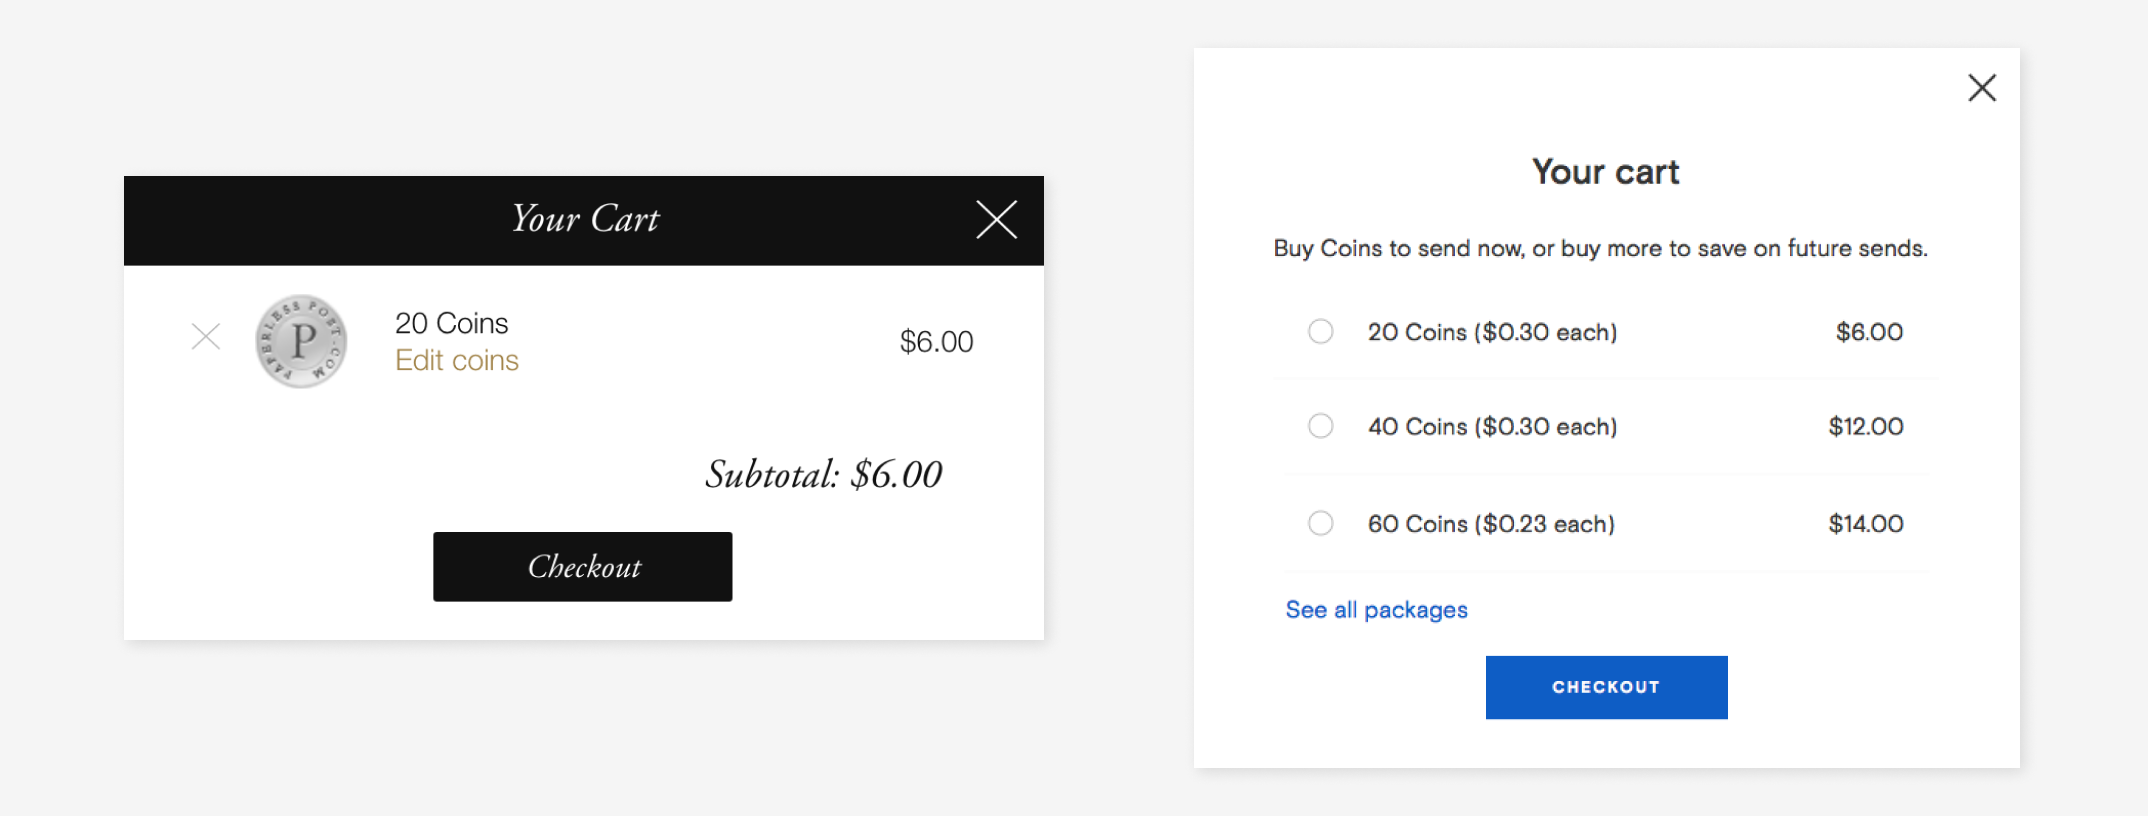 Your Cart
PAPERLESS POST.COM
P
20 Coins
Edit coins
$6.00
Subtotal: $6.00
Checkout
Your cart
Buy Coins to send now, or buy more to save on future sends.
20 Coins ($0.30 each) $6.00
40 Coins ($0.30 each) $12.00
60 Coins ($0.23 each) $14.00
See all packages
CHECKOUT